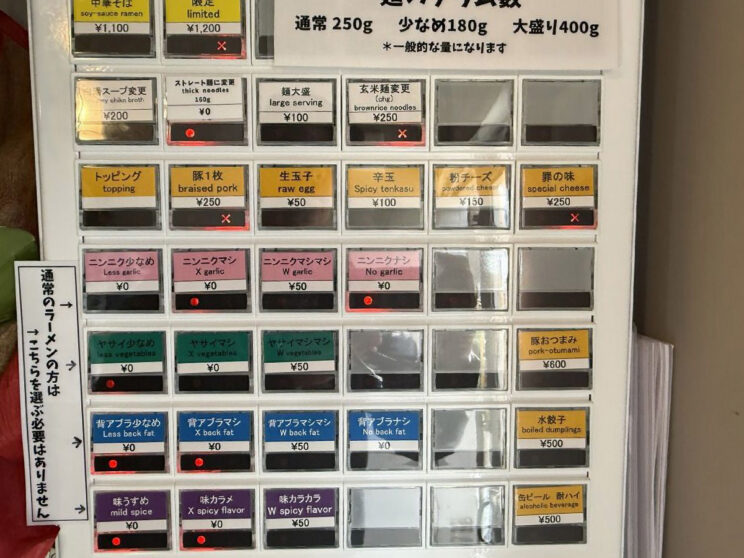 中華そば
soy-sauce ramen
¥1,100
限定
limited
¥1,200
通常 250g 少なめ180g 大盛り400g
*一般的な量になります
スープ変更
broth
¥200
ストレート麺に変更
thick noodles
160g
¥0
麺大盛
large serving
¥100
玄米麺変更
(chg)
brownrice noodles
¥250
トッピング
topping
豚1枚
braised pork
¥250
生玉子
raw egg
¥50
辛玉
Spicy tenkasu
¥100
粉チーズ
powdered cheese
¥150
罪の味
special cheese
¥250
ニンニク少なめ
Less garlic
¥0
ニンニクマシ
X garlic
¥0
ニンニクマシマシ
W garlic
¥50
ニンニクナシ
No garlic
¥0
ヤサイ少なめ
less vegetables
¥0
ヤサイマシ
X vegetables
¥0
ヤサイマシマシ
W vegetables
¥50
豚おつまみ
pork-otumami
¥600
背アブラ少なめ
Less back fat
¥0
背アブラマシ
X back fat
¥0
背アブラマシマシ
W back fat
¥50
背アブラナシ
No back fat
¥0
水餃子
boiled dumplings
¥500
味うすめ
mild spice
¥0
味カラメ
X spicy flavor
¥0
味カラカラ
W spicy flavor
¥50
缶ビール 酎ハイ
alcoholic beverage
¥500
通常のラーメンの方は→
→こちらを選ぶ必要はありません